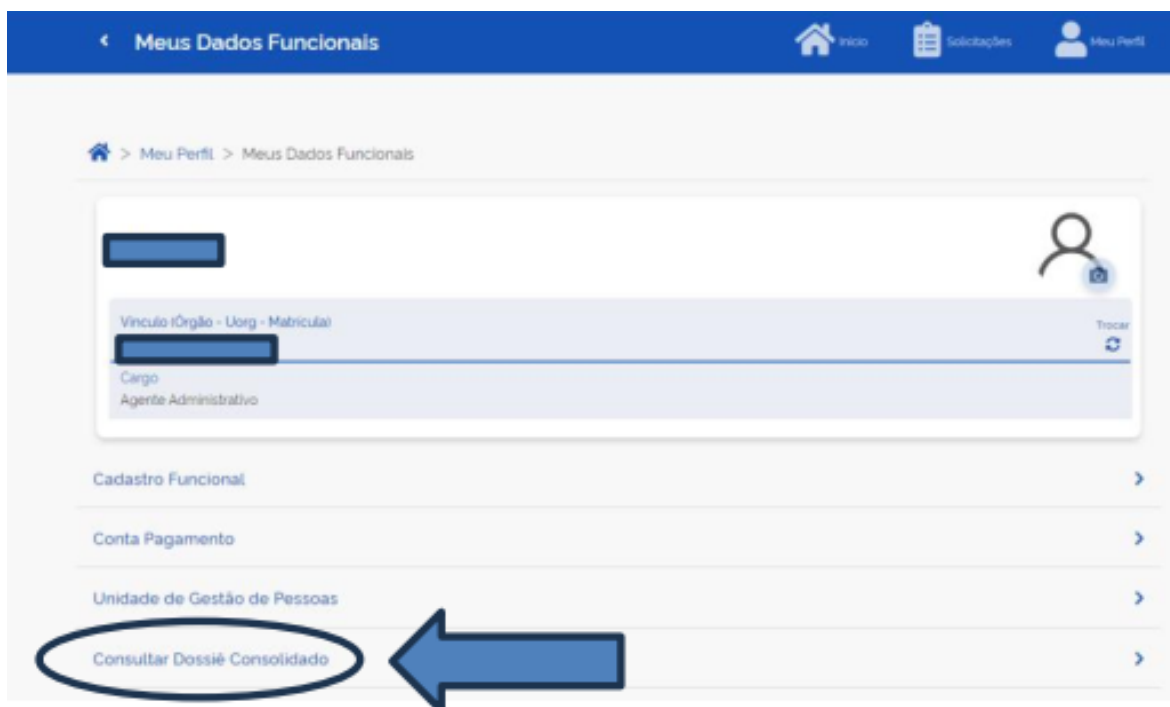 Meus Dados Funcionais
Início
Solicitações
Meu Perfil
> Meu Perfil > Meus Dados Funcionais
Vínculo (Órgão - Uorg - Matrícula)
Trocar
Cargo
Agente Administrativo
Cadastro Funcional
Conta Pagamento
Unidade de Gestão de Pessoas
Consultar Dossiê Consolidado